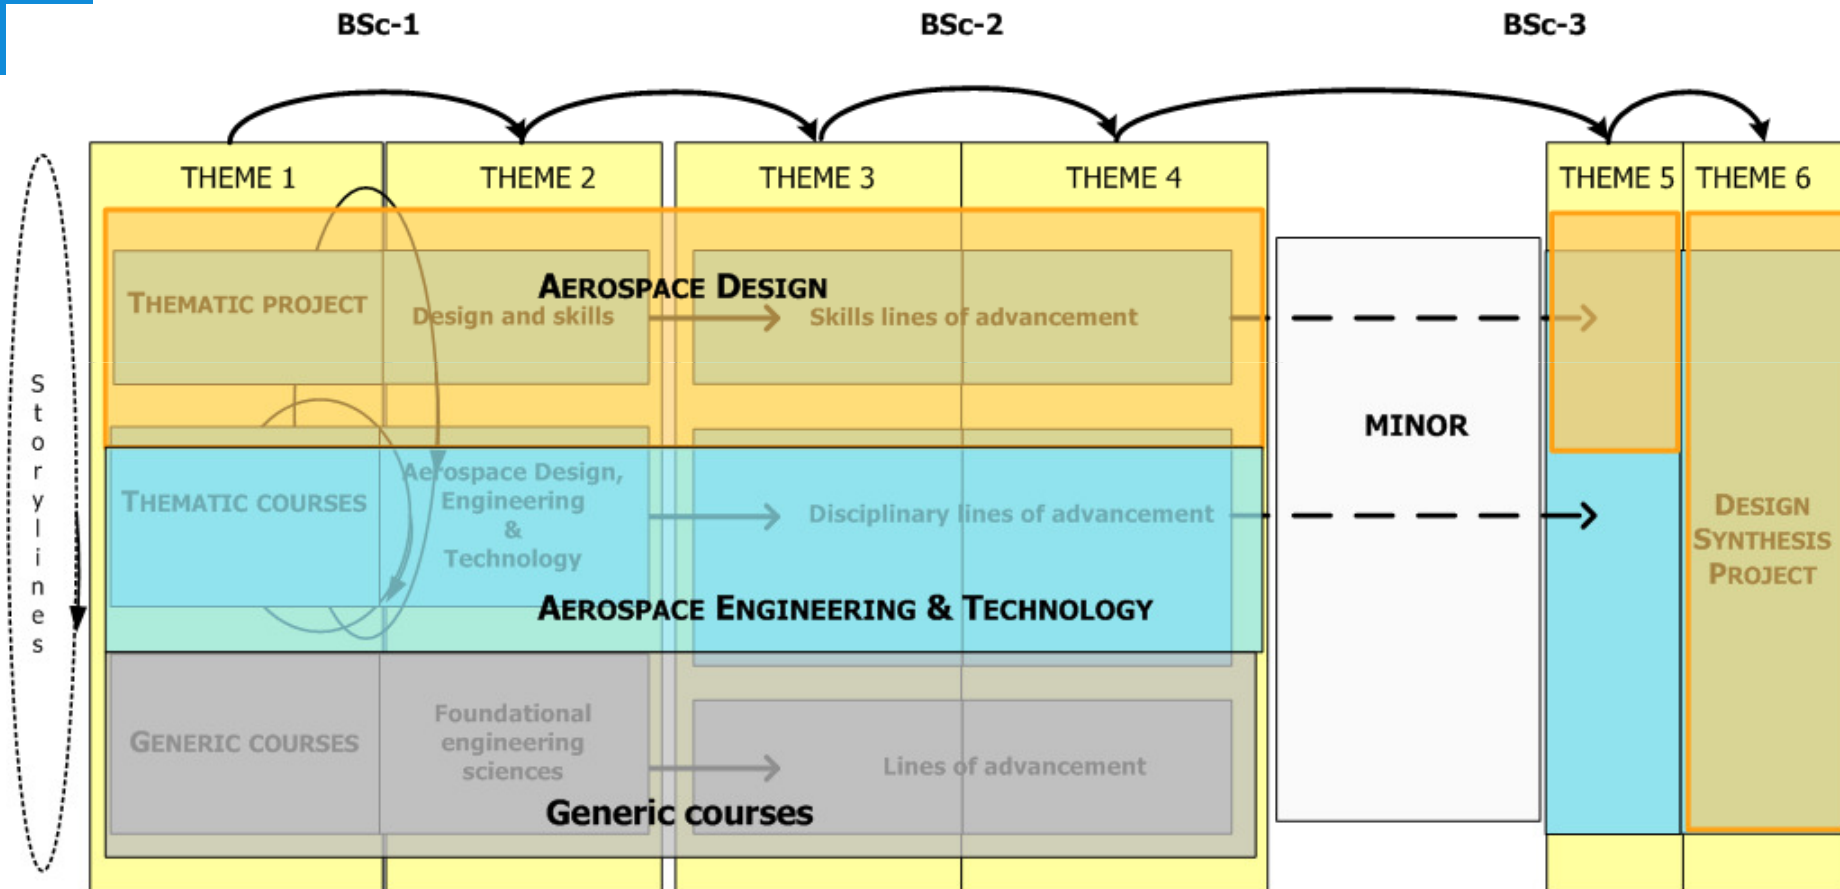 BSc-1
BSc-2
BSc-3
THEME 1
THEME 2
THEME 3
THEME 4
THEME 5
THEME 6
Storylines
AEROSPACE DESIGN
THEMATIC PROJECT
Design and skills
Skills lines of advancement
MINOR
THEMATIC COURSES
Aerospace Design,
Engineering
&
Technology
Disciplinary lines of advancement
DESIGN
SYNTHESIS
PROJECT
AEROSPACE ENGINEERING & TECHNOLOGY
GENERIC COURSES
Foundational
engineering
sciences
Lines of advancement
Generic courses